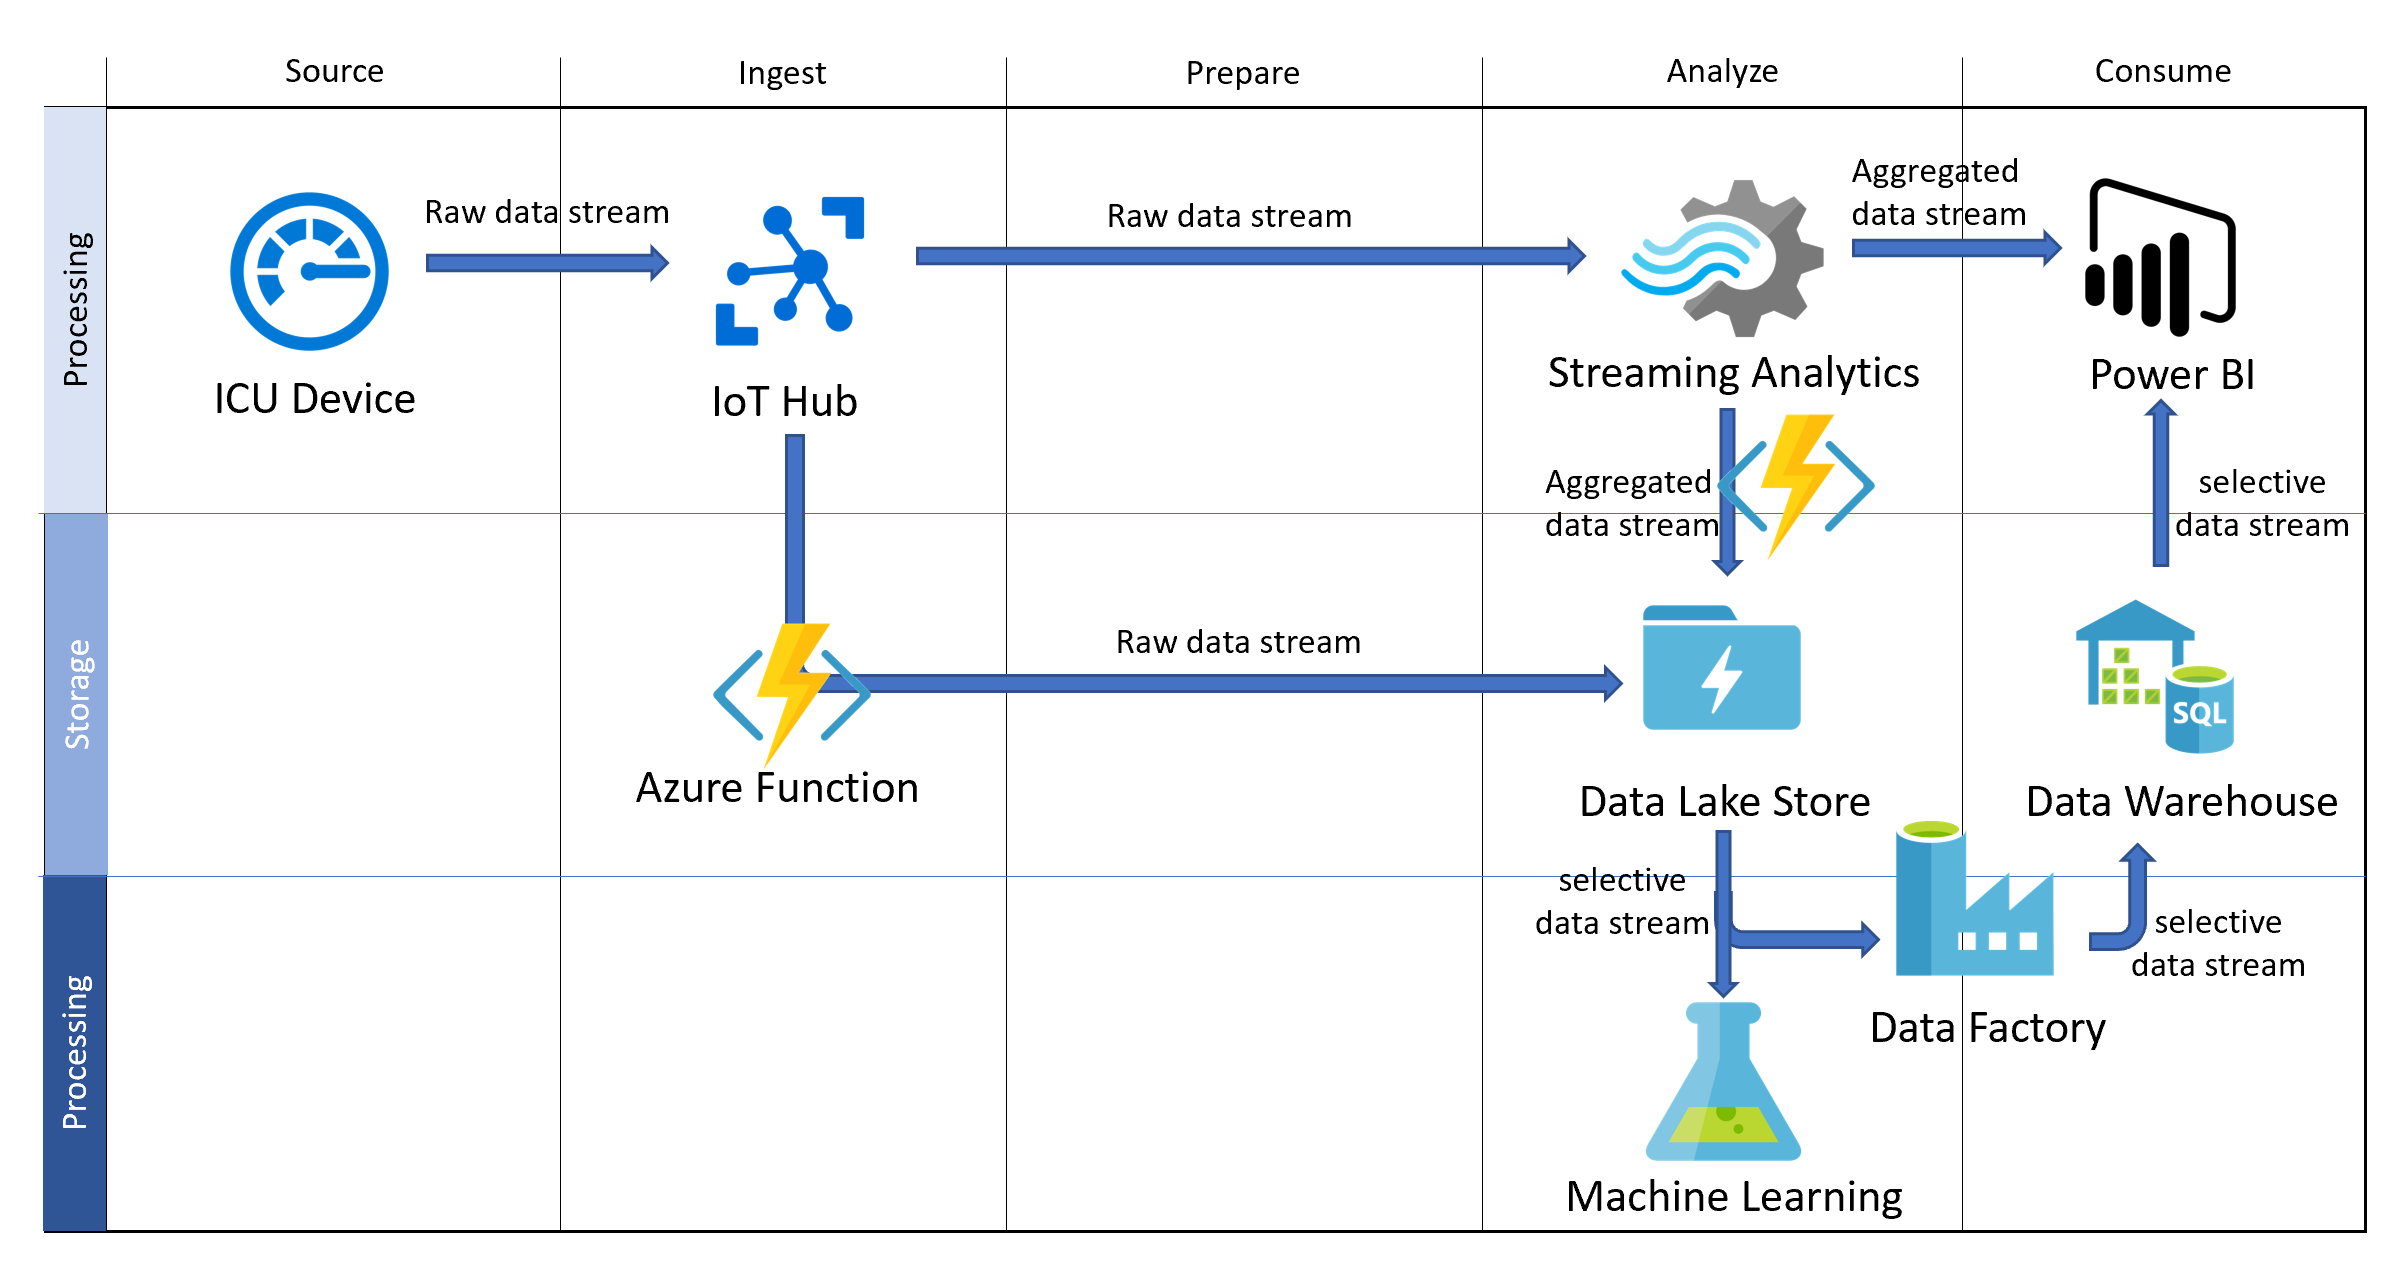 Source
Ingest
Prepare
Analyze
Consume
Processing
Raw data stream
Raw data stream
Aggregated
data stream
ICU Device
IoT Hub
Streaming Analytics
Power BI
Aggregated
data stream
selective
data stream
Storage
Raw data stream
SQL
Azure Function
Data Lake Store
Data Warehouse
Processing
selective
data stream
selective
data stream
Data Factory
Machine Learning